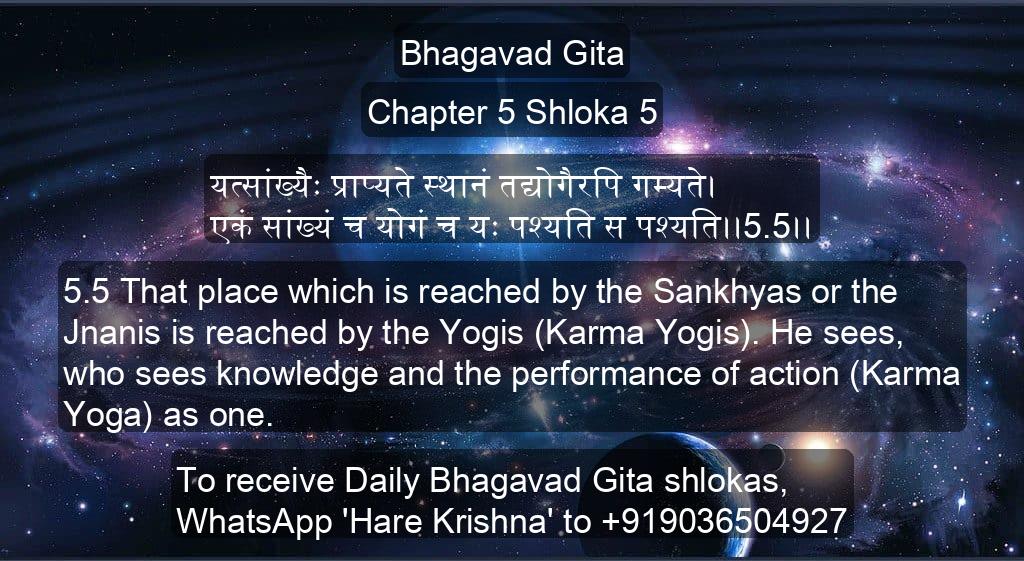 Bhagavad Gita
Chapter 5 Shloka 5
यत्सांख्यैः प्राप्यते स्थानं तद्योगैरपि गम्यते।
एकं सांख्यं च योगं च यः पश्यति स पश्यति।।5.5।।
5.5 That place which is reached by the Sankhyas or the
Jnanis is reached by the Yogis (Karma Yogis). He sees,
who sees knowledge and the performance of action (Karma
Yoga) as one.
To receive Daily Bhagavad Gita shlokas,
WhatsApp 'Hare Krishna' to +919036504927